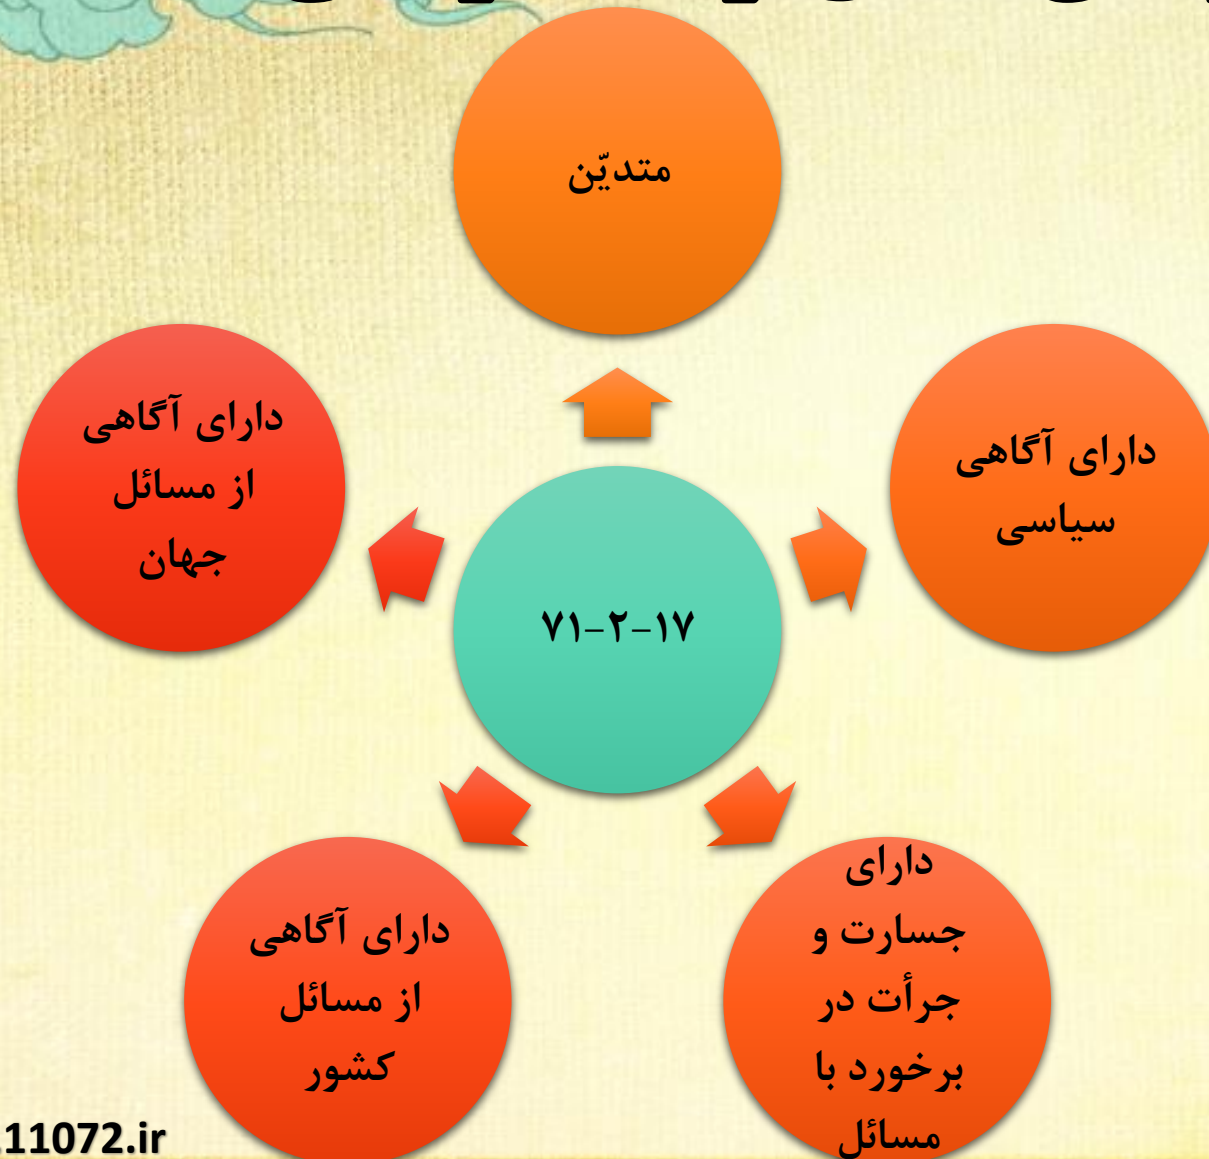 متدیّن
دارای آگاهی
سیاسی
دارای
جسارت و
جرأت در
برخورد با
مسائل
دارای آگاهی
از مسائل
کشور
دارای آگاهی
از مسائل
جهان
۷۱-۲-۱۷
.11072.ir